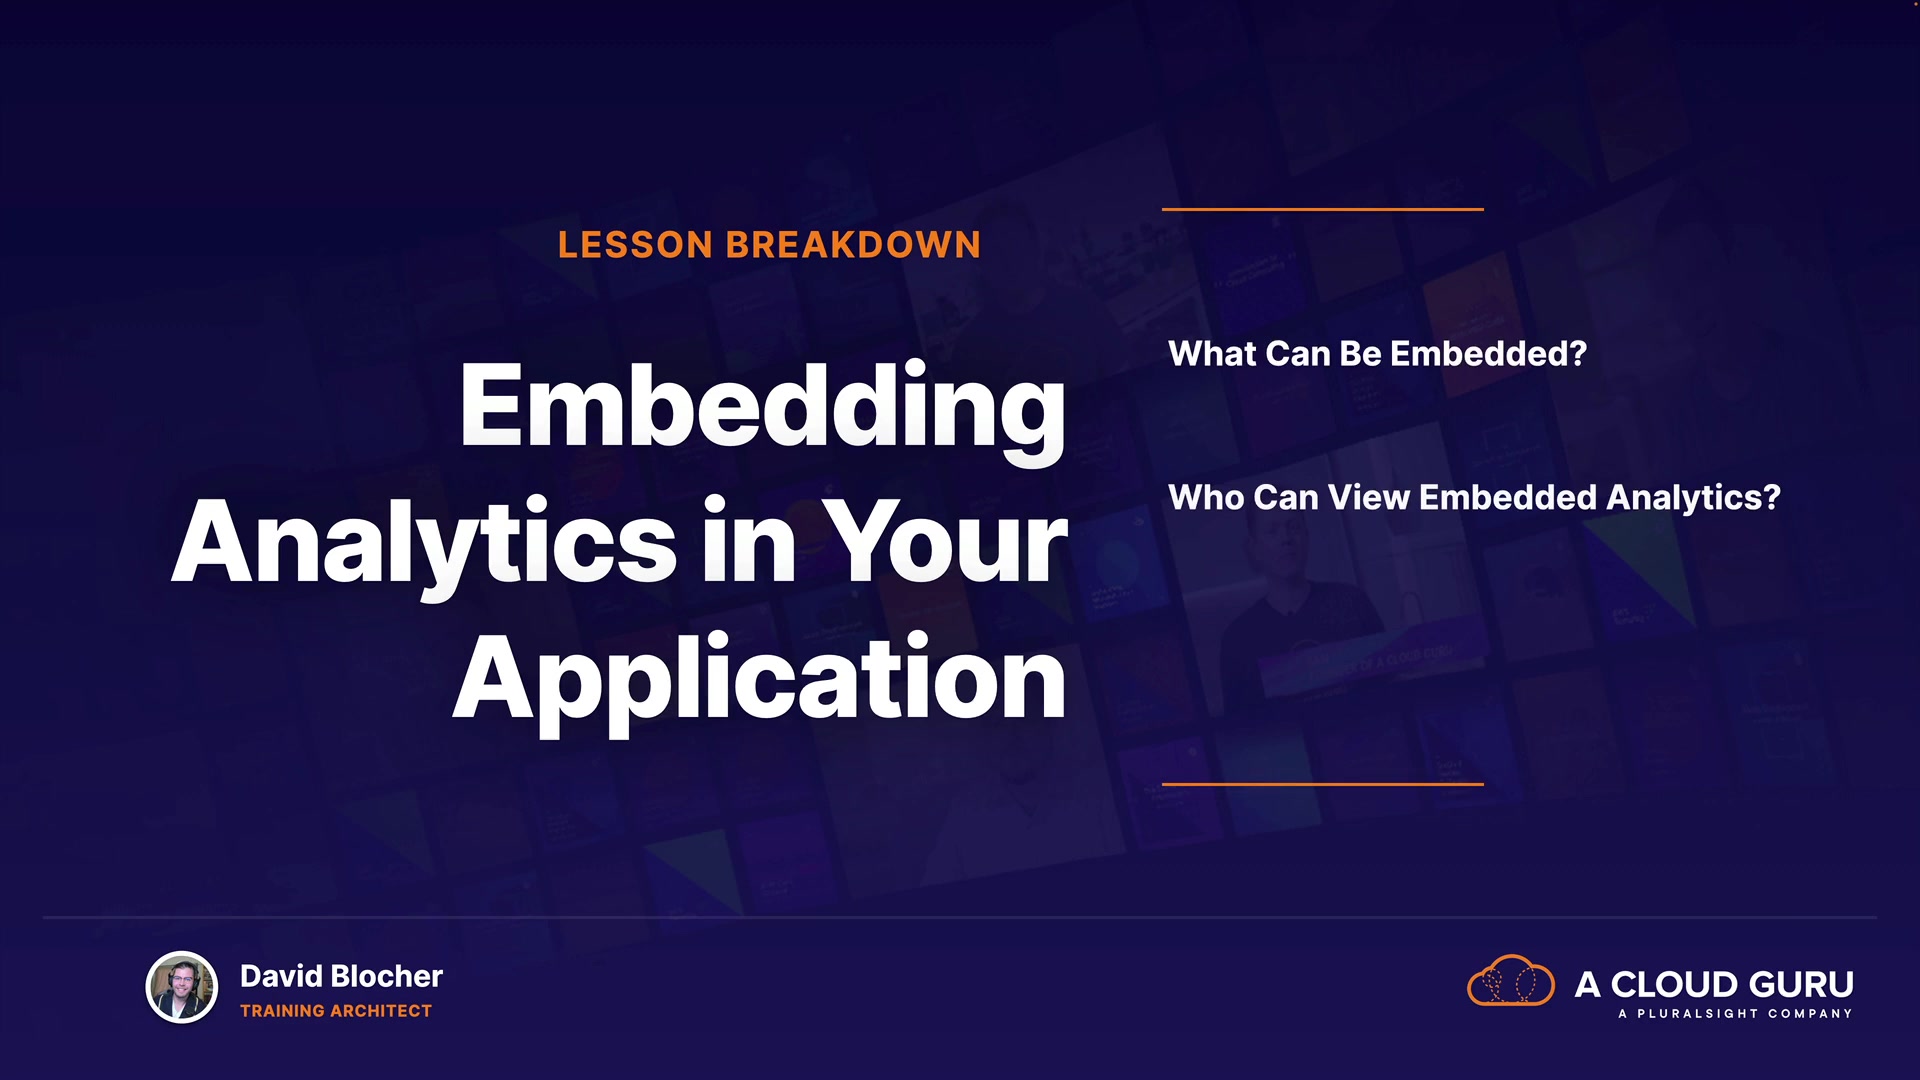 LESSON BREAKDOWN
Embedding
Analytics in Your
Application
What Can Be Embedded?
Who Can View Embedded Analytics?
David Blocher
TRAINING ARCHITECT
A CLOUD GURU
A PLURALSIGHT COMPANY